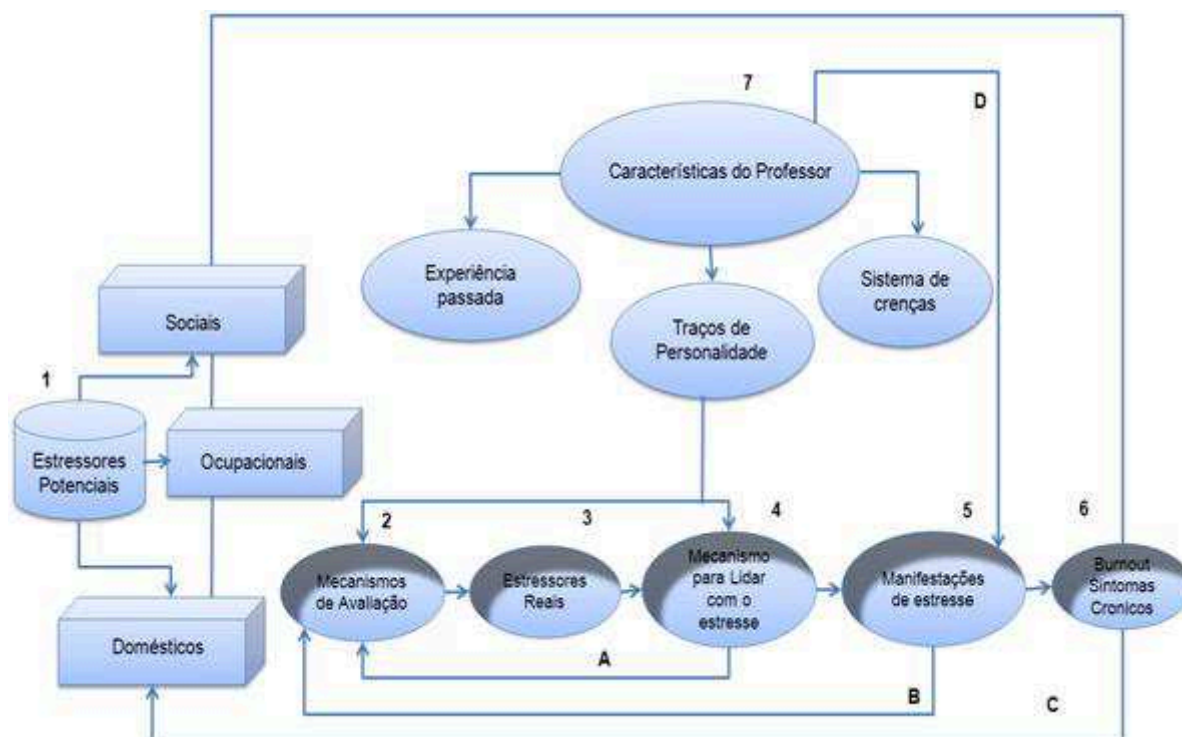 7
D
Características do Professor
Experiência
passada
Sistema de
crenças
Traços de
Personalidade
Sociais
1
Estressores
Potenciais
Ocupacionais
Domésticos
2
3
4
5
6
Mecanismos
de Avaliação
Estressores
Reais
Mecanismo
para Lidar
com o
estresse
Manifestações
de estresse
Burnout
Sintomas
Cronicos
A
B
C